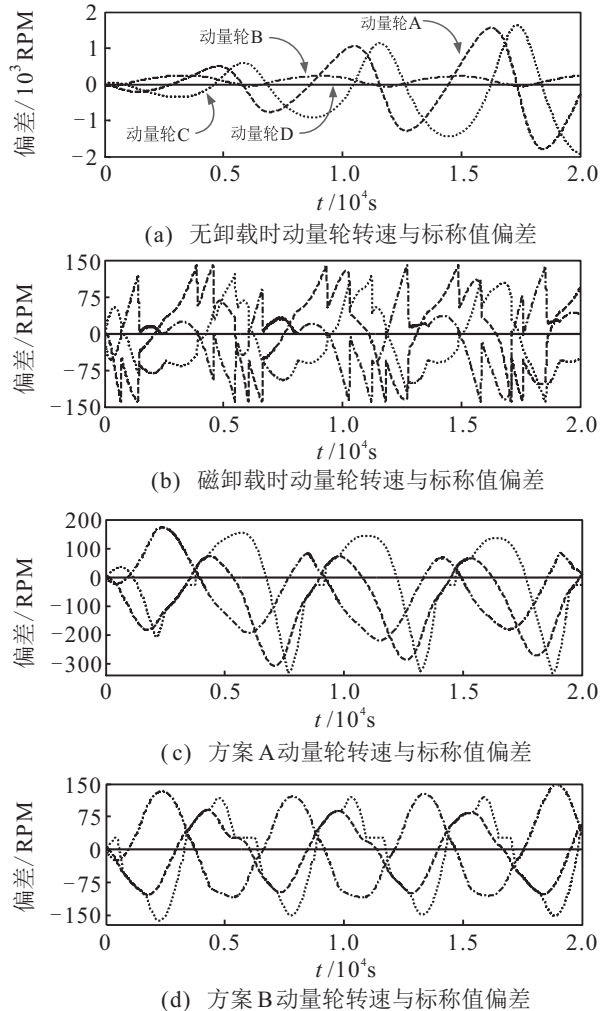 2
1
0
−1
−2
偏差/10³RPM
动量轮B
动量轮A
动量轮C
动量轮D
0 0.5 1.0 1.5 2.0
t/10⁴s
(a) 无卸载时动量轮转速与标称值偏差
150
75
0
−75
−150
偏差/RPM
0 0.5 1.0 1.5 2.0
t/10⁴s
(b) 磁卸载时动量轮转速与标称值偏差
200
100
0
−100
−200
−300
偏差/RPM
0 0.5 1.0 1.5 2.0
t/10⁴s
(c) 方案A动量轮转速与标称值偏差
150
75
0
−75
−150
偏差/RPM
0 0.5 1.0 1.5 2.0
t/10⁴s
(d) 方案B动量轮转速与标称值偏差